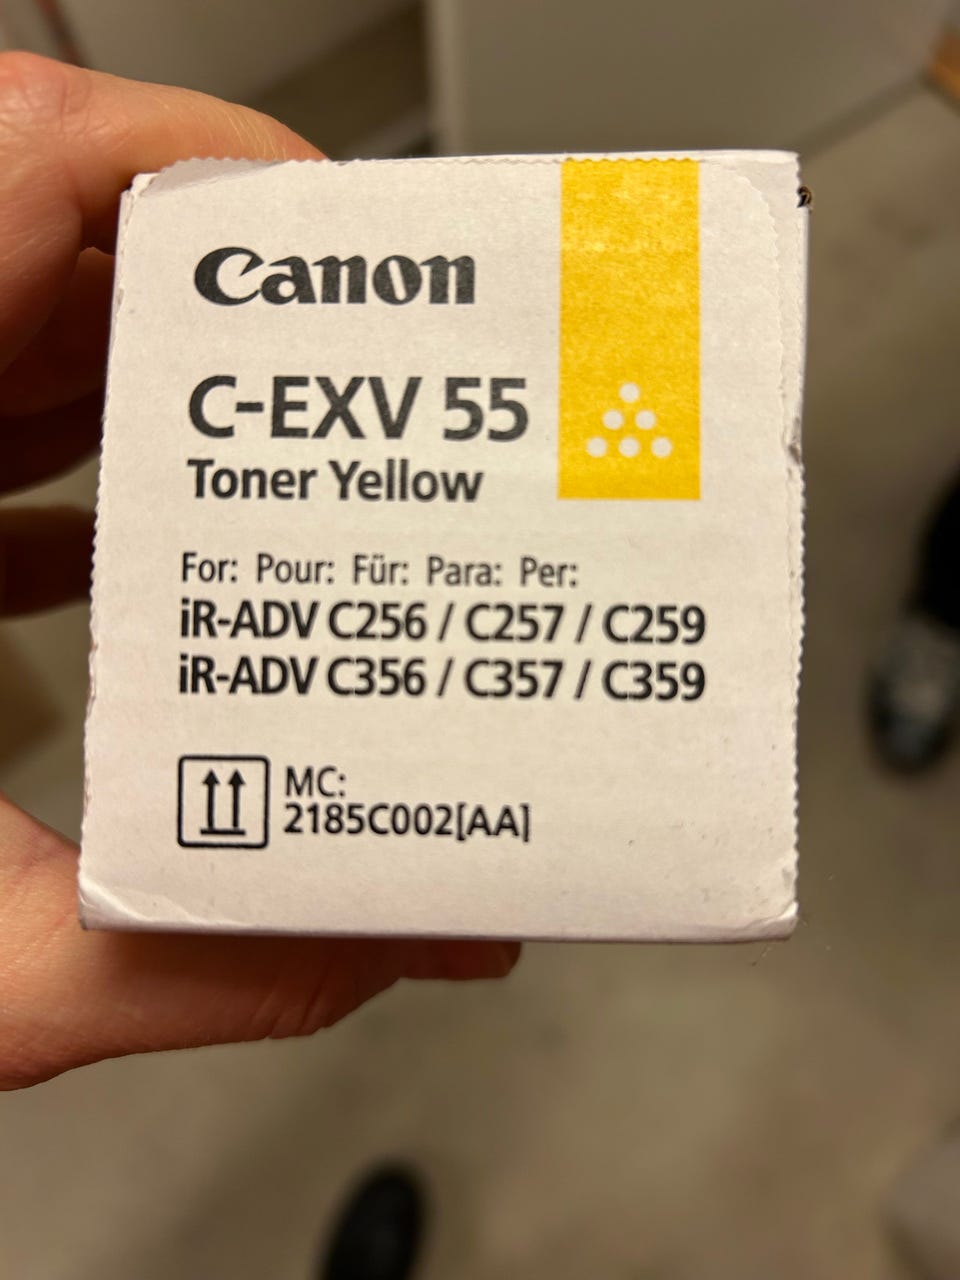 Canon
C-EXV 55
Toner Yellow
For: Pour: Für: Para: Per:
iR-ADV C256 / C257 / C259
iR-ADV C356 / C357 / C359
MC:
2185C002[AA]